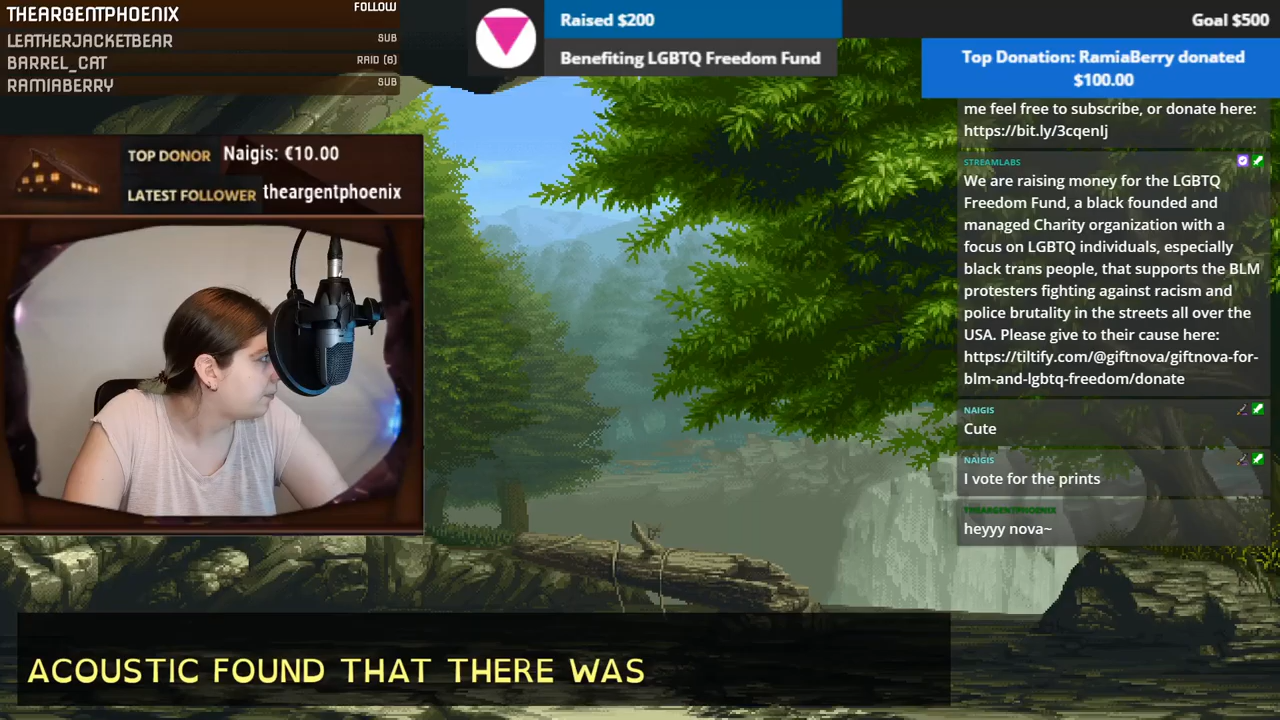 THEARGENTPHOENIX FOLLOW
LEATHERJACKETBEAR SUB
BARREL_CAT RAID (6)
RAMIABERRY SUB
Raised $200
Goal $500
Benefiting LGBTQ Freedom Fund
Top Donation: RamiaBerry donated
$100.00
TOP DONOR Naigis: €10.00
LATEST FOLLOWER theargentphoenix
me feel free to subscribe, or donate here:
https://bit.ly/3cqenIj
STREAMLABS
We are raising money for the LGBTQ
Freedom Fund, a black founded and
managed Charity organization with a
focus on LGBTQ individuals, especially
black trans people, that supports the BLM
protesters fighting against racism and
police brutality in the streets all over the
USA. Please give to their cause here:
https://tiltify.com/@giftnova/giftnova-for-
blm-and-lgbtq-freedom/donate
NAIGIS
Cute
NAIGIS
I vote for the prints
THEARGENTPHOENIX
heyyy nova~
ACOUSTIC FOUND THAT THERE WAS